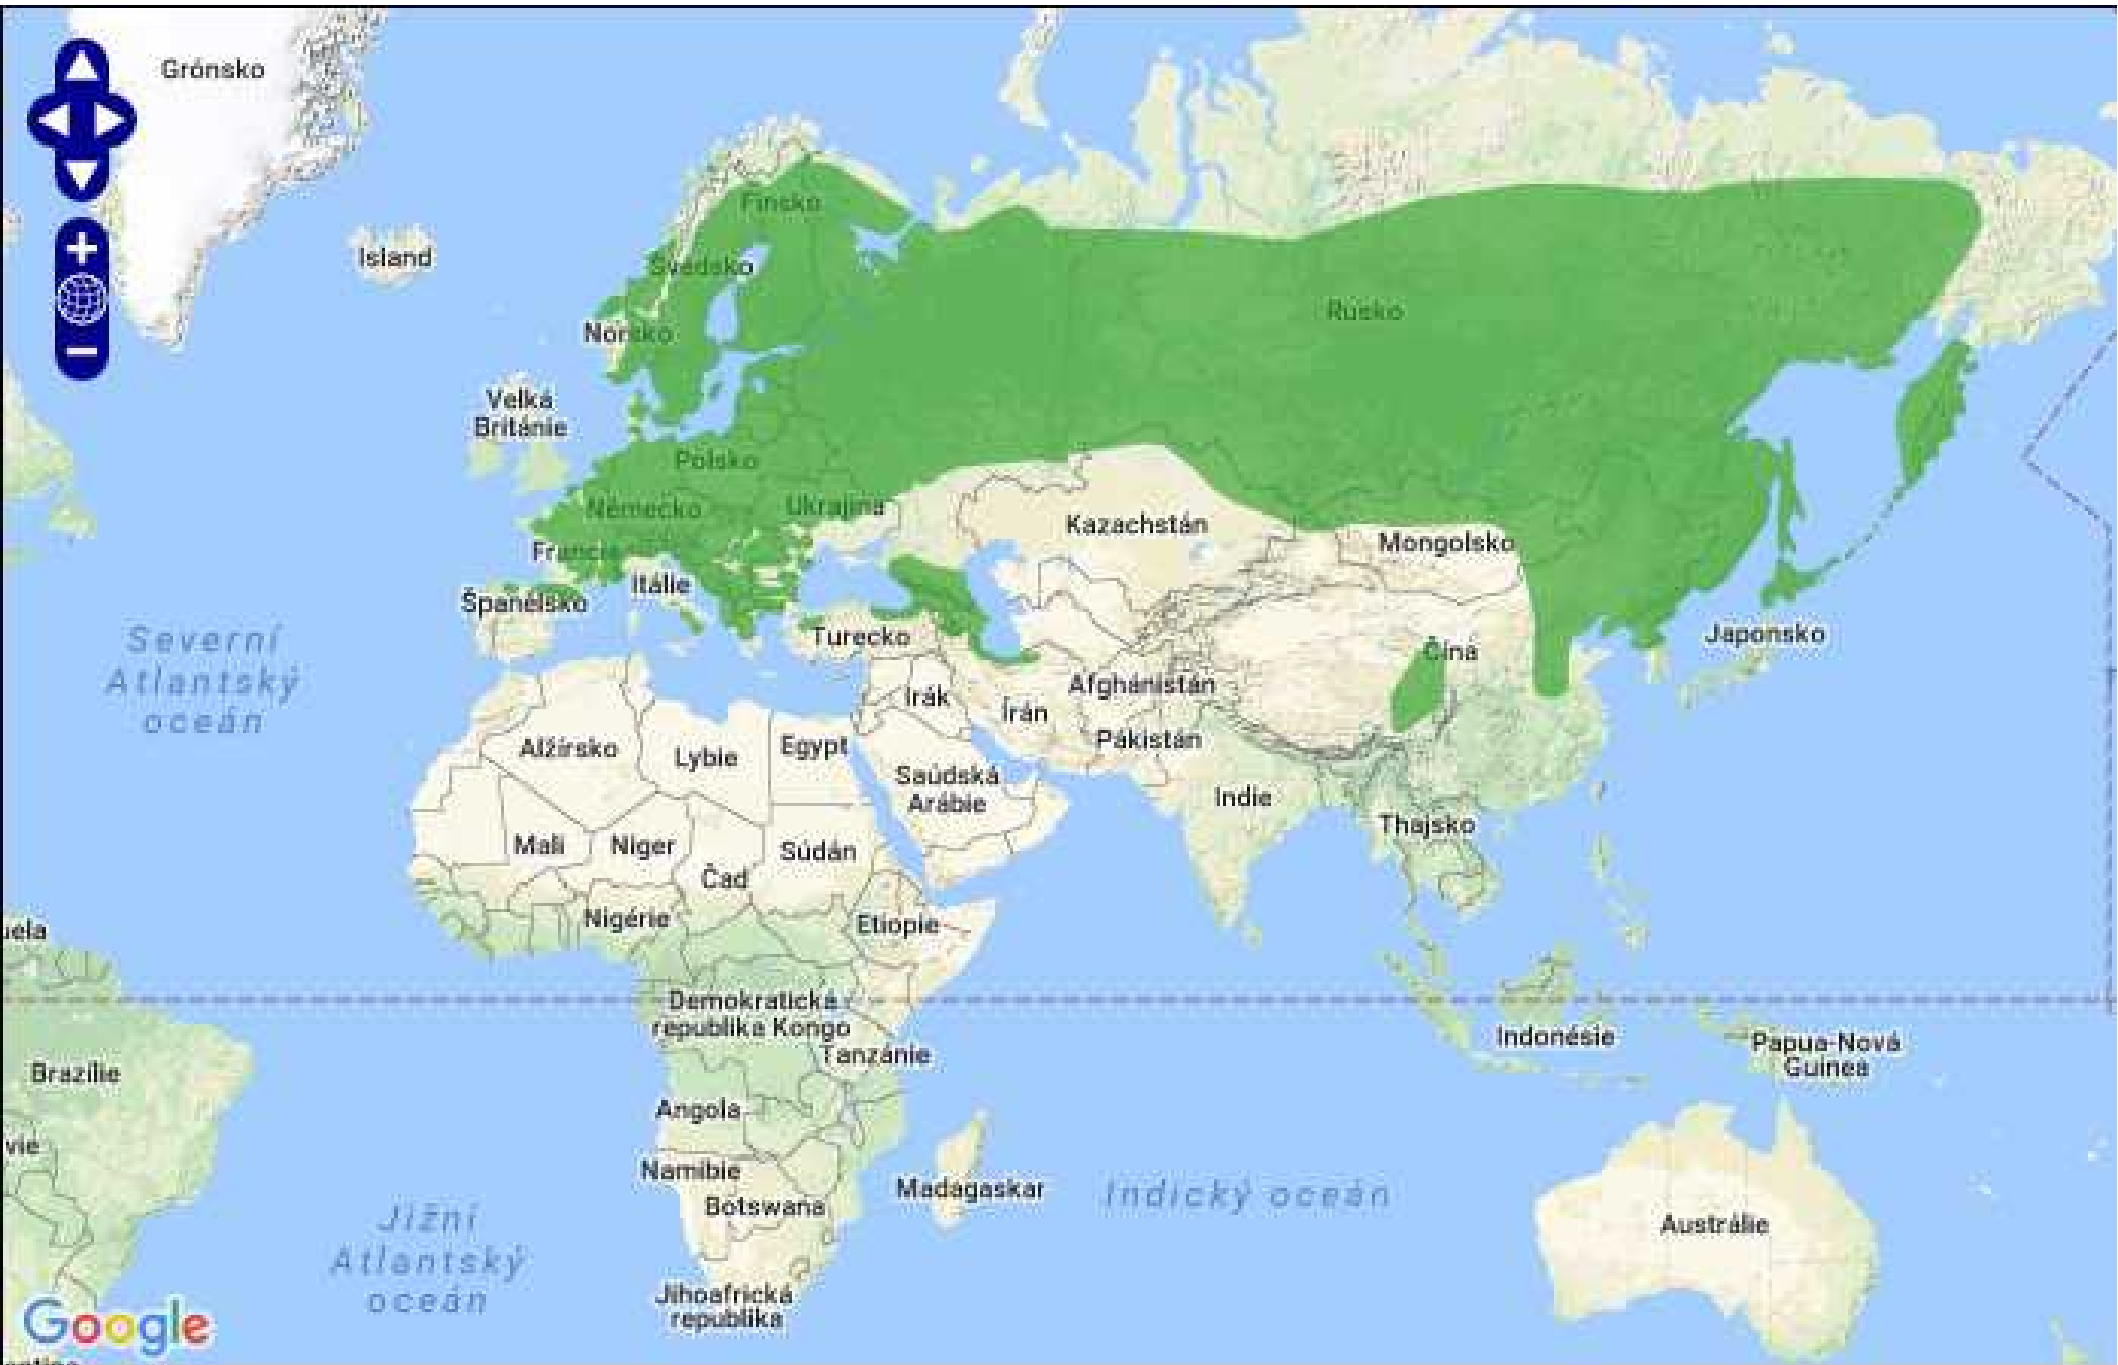 Grónsko
Finsko
Island
Švédsko
Rusko
Norsko
Velká
Británie
Polsko
Německo
Ukrajina
Kazachstán
Mongolsko
Francie
Itálie
Španělsko
Turecko
Japonsko
Čína
Severní
Atlantský
oceán
Afghánistán
Irák
Írán
Pákistán
Alžírsko
Lybie
Egypt
Saúdská
Arábie
Indie
Thajsko
Mali
Niger
Súdán
Čad
Nigérie
Etiopie
uela
Demokratická
republika Kongo
Indonésie
Papua-Nová
Guinea
Tanzánie
Brazílie
Angola
vie
Namibie
Madagaskar
Indický oceán
Botswana
Austrálie
Jižní
Atlantský
oceán
Jihoafrická
republika
Google